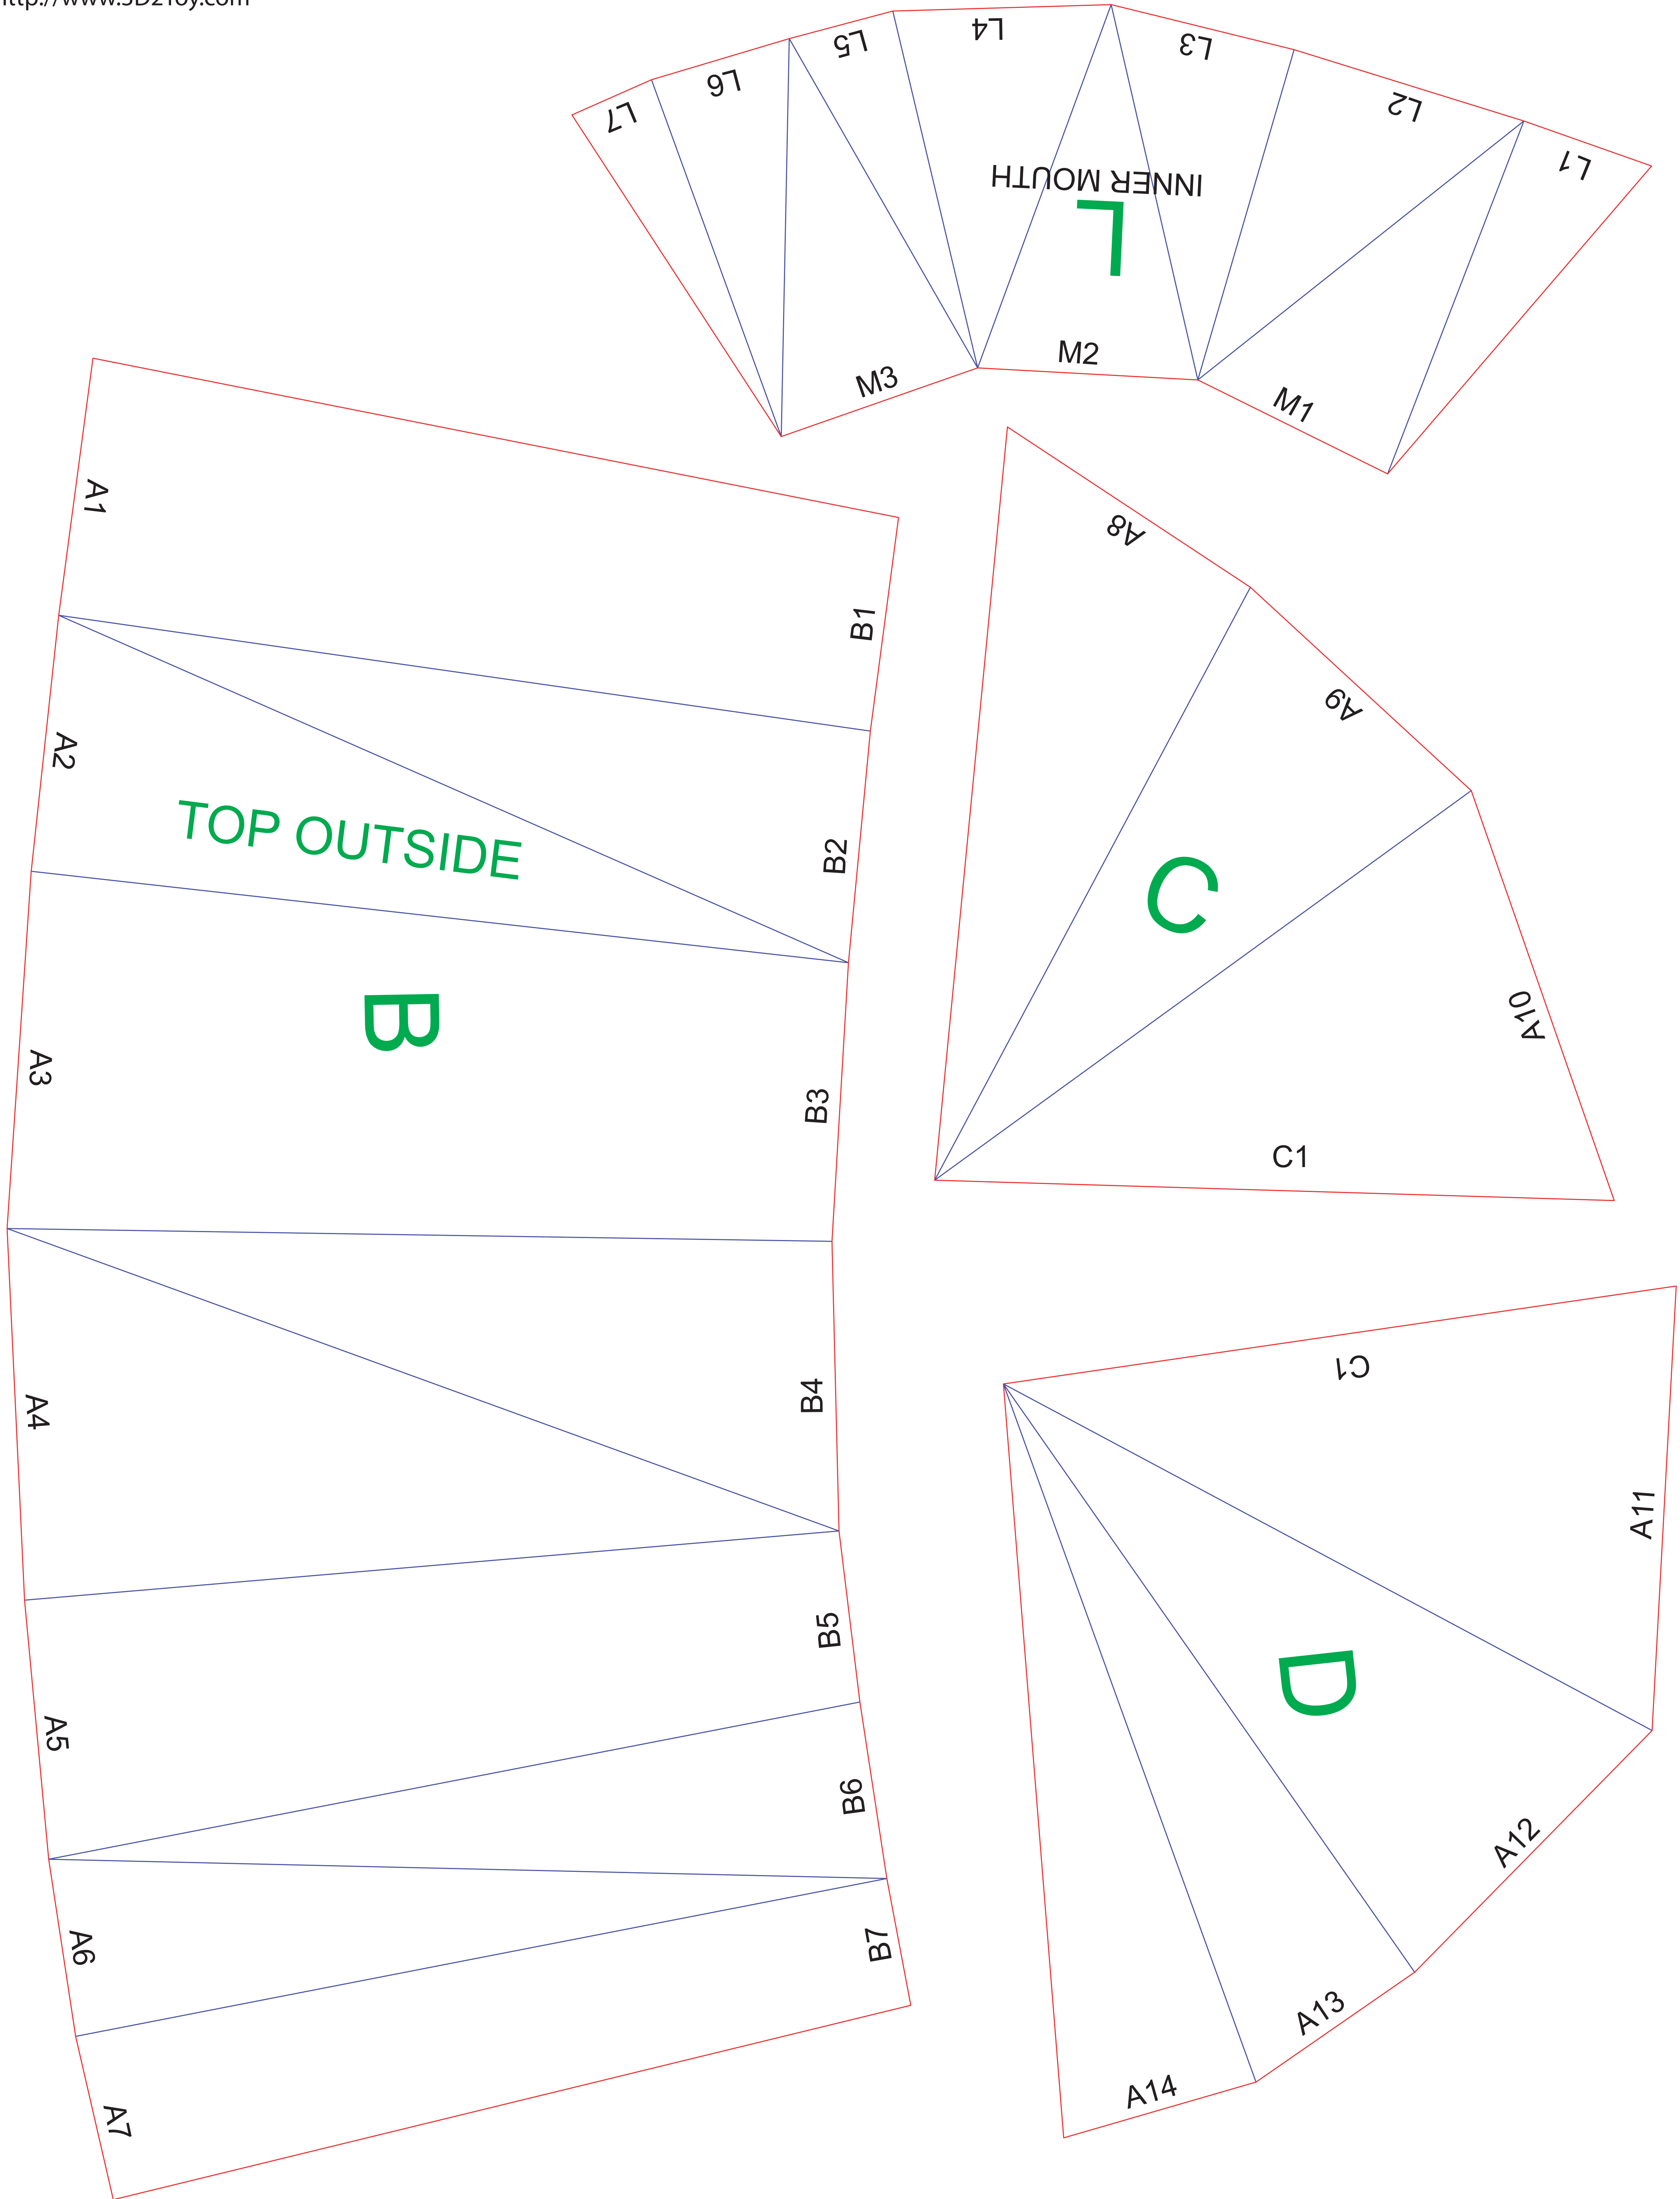 ttp://www.3D2Toy.com
L7
L6
L5
L4
L3
L2
L1
INNER MOUTH
L
M3
M2
M1
A1
B1
A2
B2
TOP OUTSIDE
B
A3
B3
A4
B4
A5
B5
A6
B6
A7
B7
A8
A9
C
A10
C1
C1
A11
D
A12
A13
A14